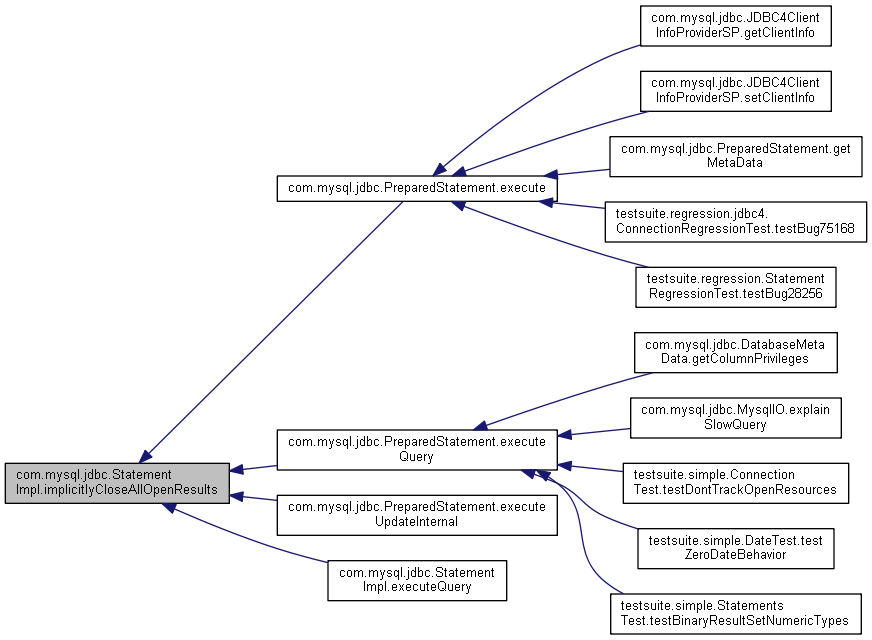 com.mysql.jdbc.JDBC4Client
InfoProviderSP.getClientInfo
com.mysql.jdbc.JDBC4Client
InfoProviderSP.setClientInfo
com.mysql.jdbc.PreparedStatement.get
MetaData
com.mysql.jdbc.PreparedStatement.execute
testsuite.regression.jdbc4.
ConnectionRegressionTest.testBug75168
testsuite.regression.Statement
RegressionTest.testBug28256
com.mysql.jdbc.DatabaseMeta
Data.getColumnPrivileges
com.mysql.jdbc.MysqlIO.explain
SlowQuery
com.mysql.jdbc.PreparedStatement.execute
Query
com.mysql.jdbc.Statement
Impl.implicitlyCloseAllOpenResults
testsuite.simple.Connection
Test.testDontTrackOpenResources
com.mysql.jdbc.PreparedStatement.execute
UpdateInternal
testsuite.simple.DateTest.test
ZeroDateBehavior
com.mysql.jdbc.Statement
Impl.executeQuery
testsuite.simple.Statements
Test.testBinaryResultSetNumericTypes